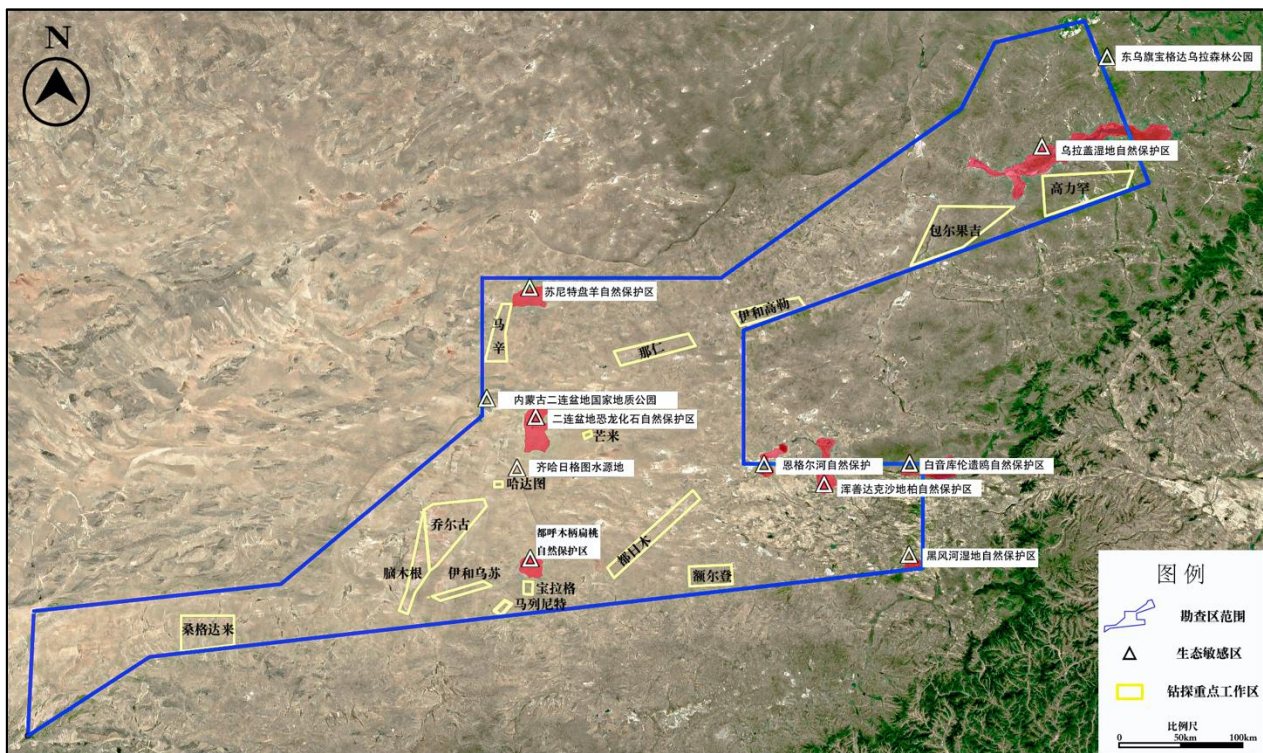 N
东乌旗宝格达乌拉森林公园
乌拉盖湿地自然保护区
高力罕
包尔果吉
苏尼特盘羊自然保护区
马
辛
伊和高勒
那仁
内蒙古二连盆地国家地质公园
二连盆地恐龙化石自然保护区
芒来
齐哈日格图水源地
哈达图
恩格尔河自然保护
白音库伦遗鸥自然保护区
浑善达克沙地柏自然保护区
乔尔古
都呼木柄扁桃
自然保护区
都日木
黑风河湿地自然保护区
脑木根
伊和乌苏
额尔登
宝拉格
马列尼特
桑格达来
图例
勘查区范围
生态敏感区
钻探重点工作区
比例尺
0 50km 100km